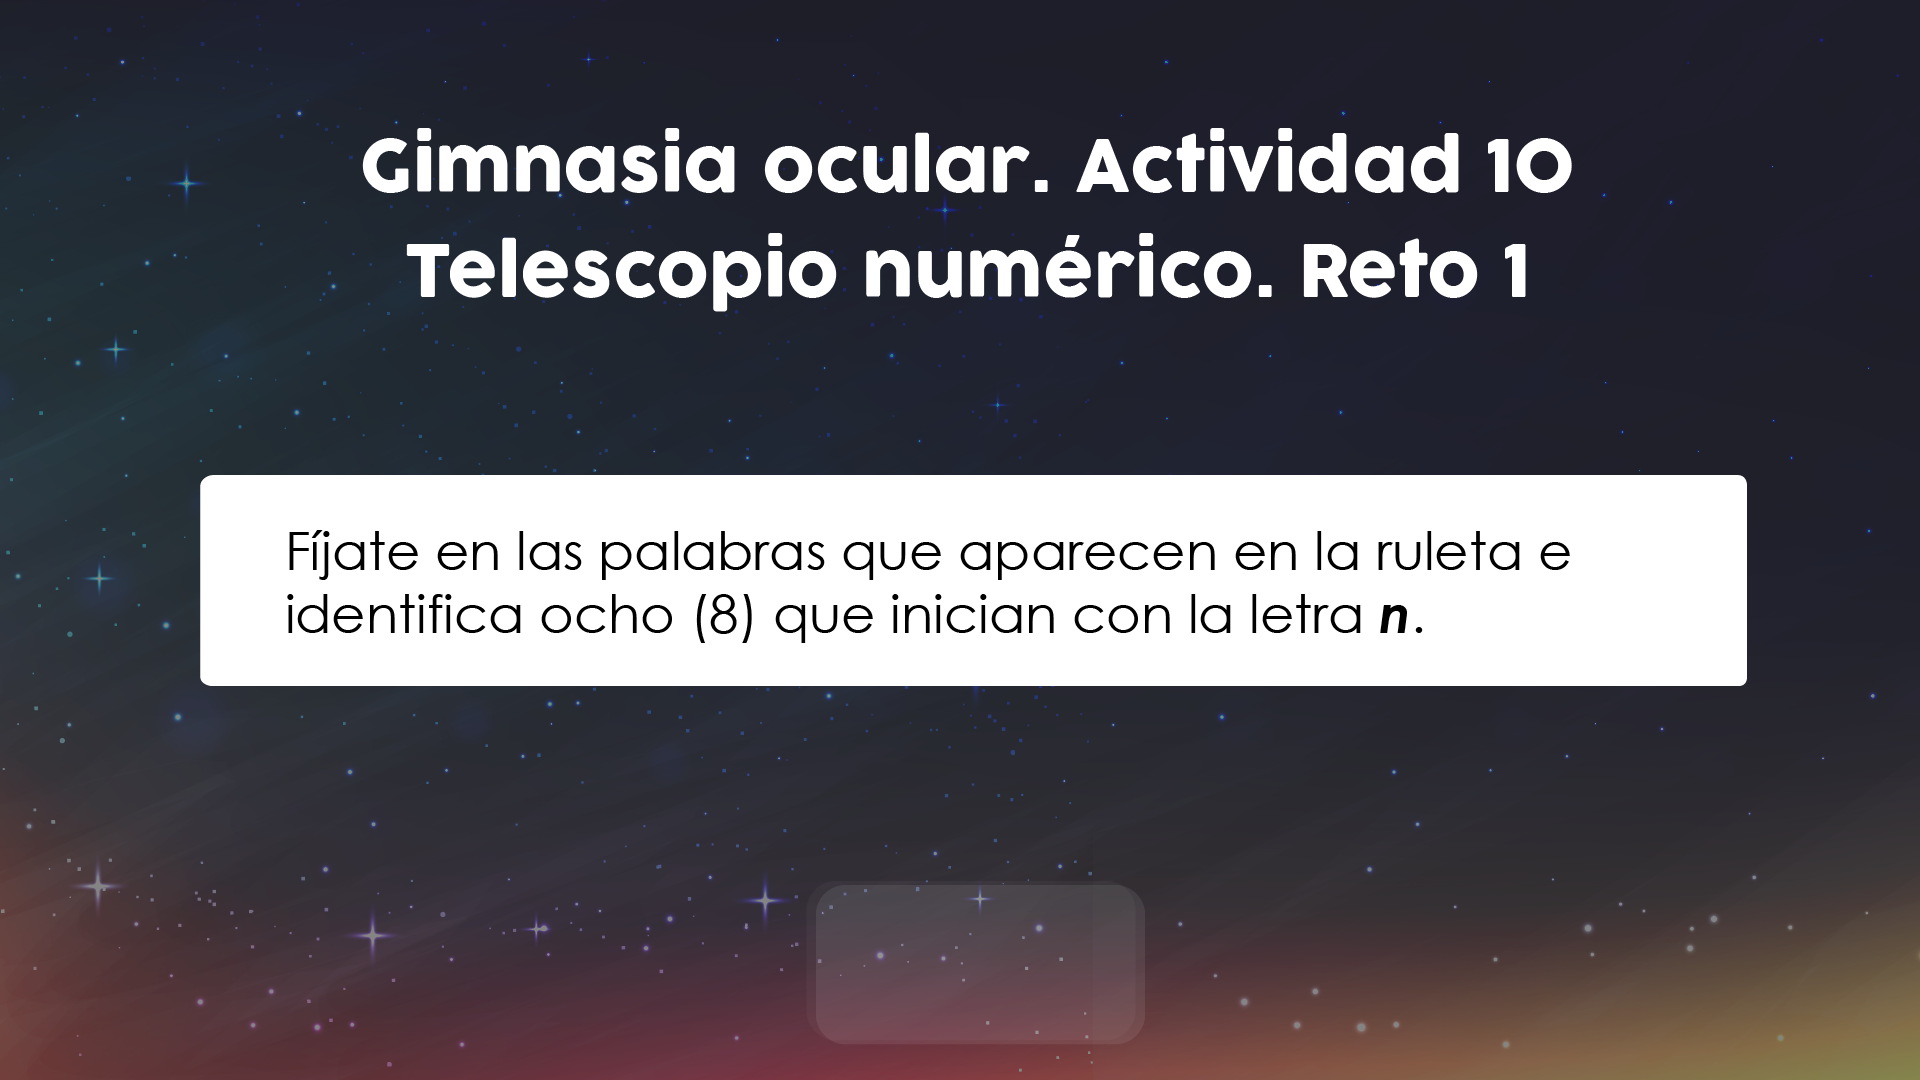 Gimnasia ocular. Actividad 10
Telescopio numérico. Reto 1
Fíjate en las palabras que aparecen en la ruleta e
identifica ocho (8) que inician con la letra n.